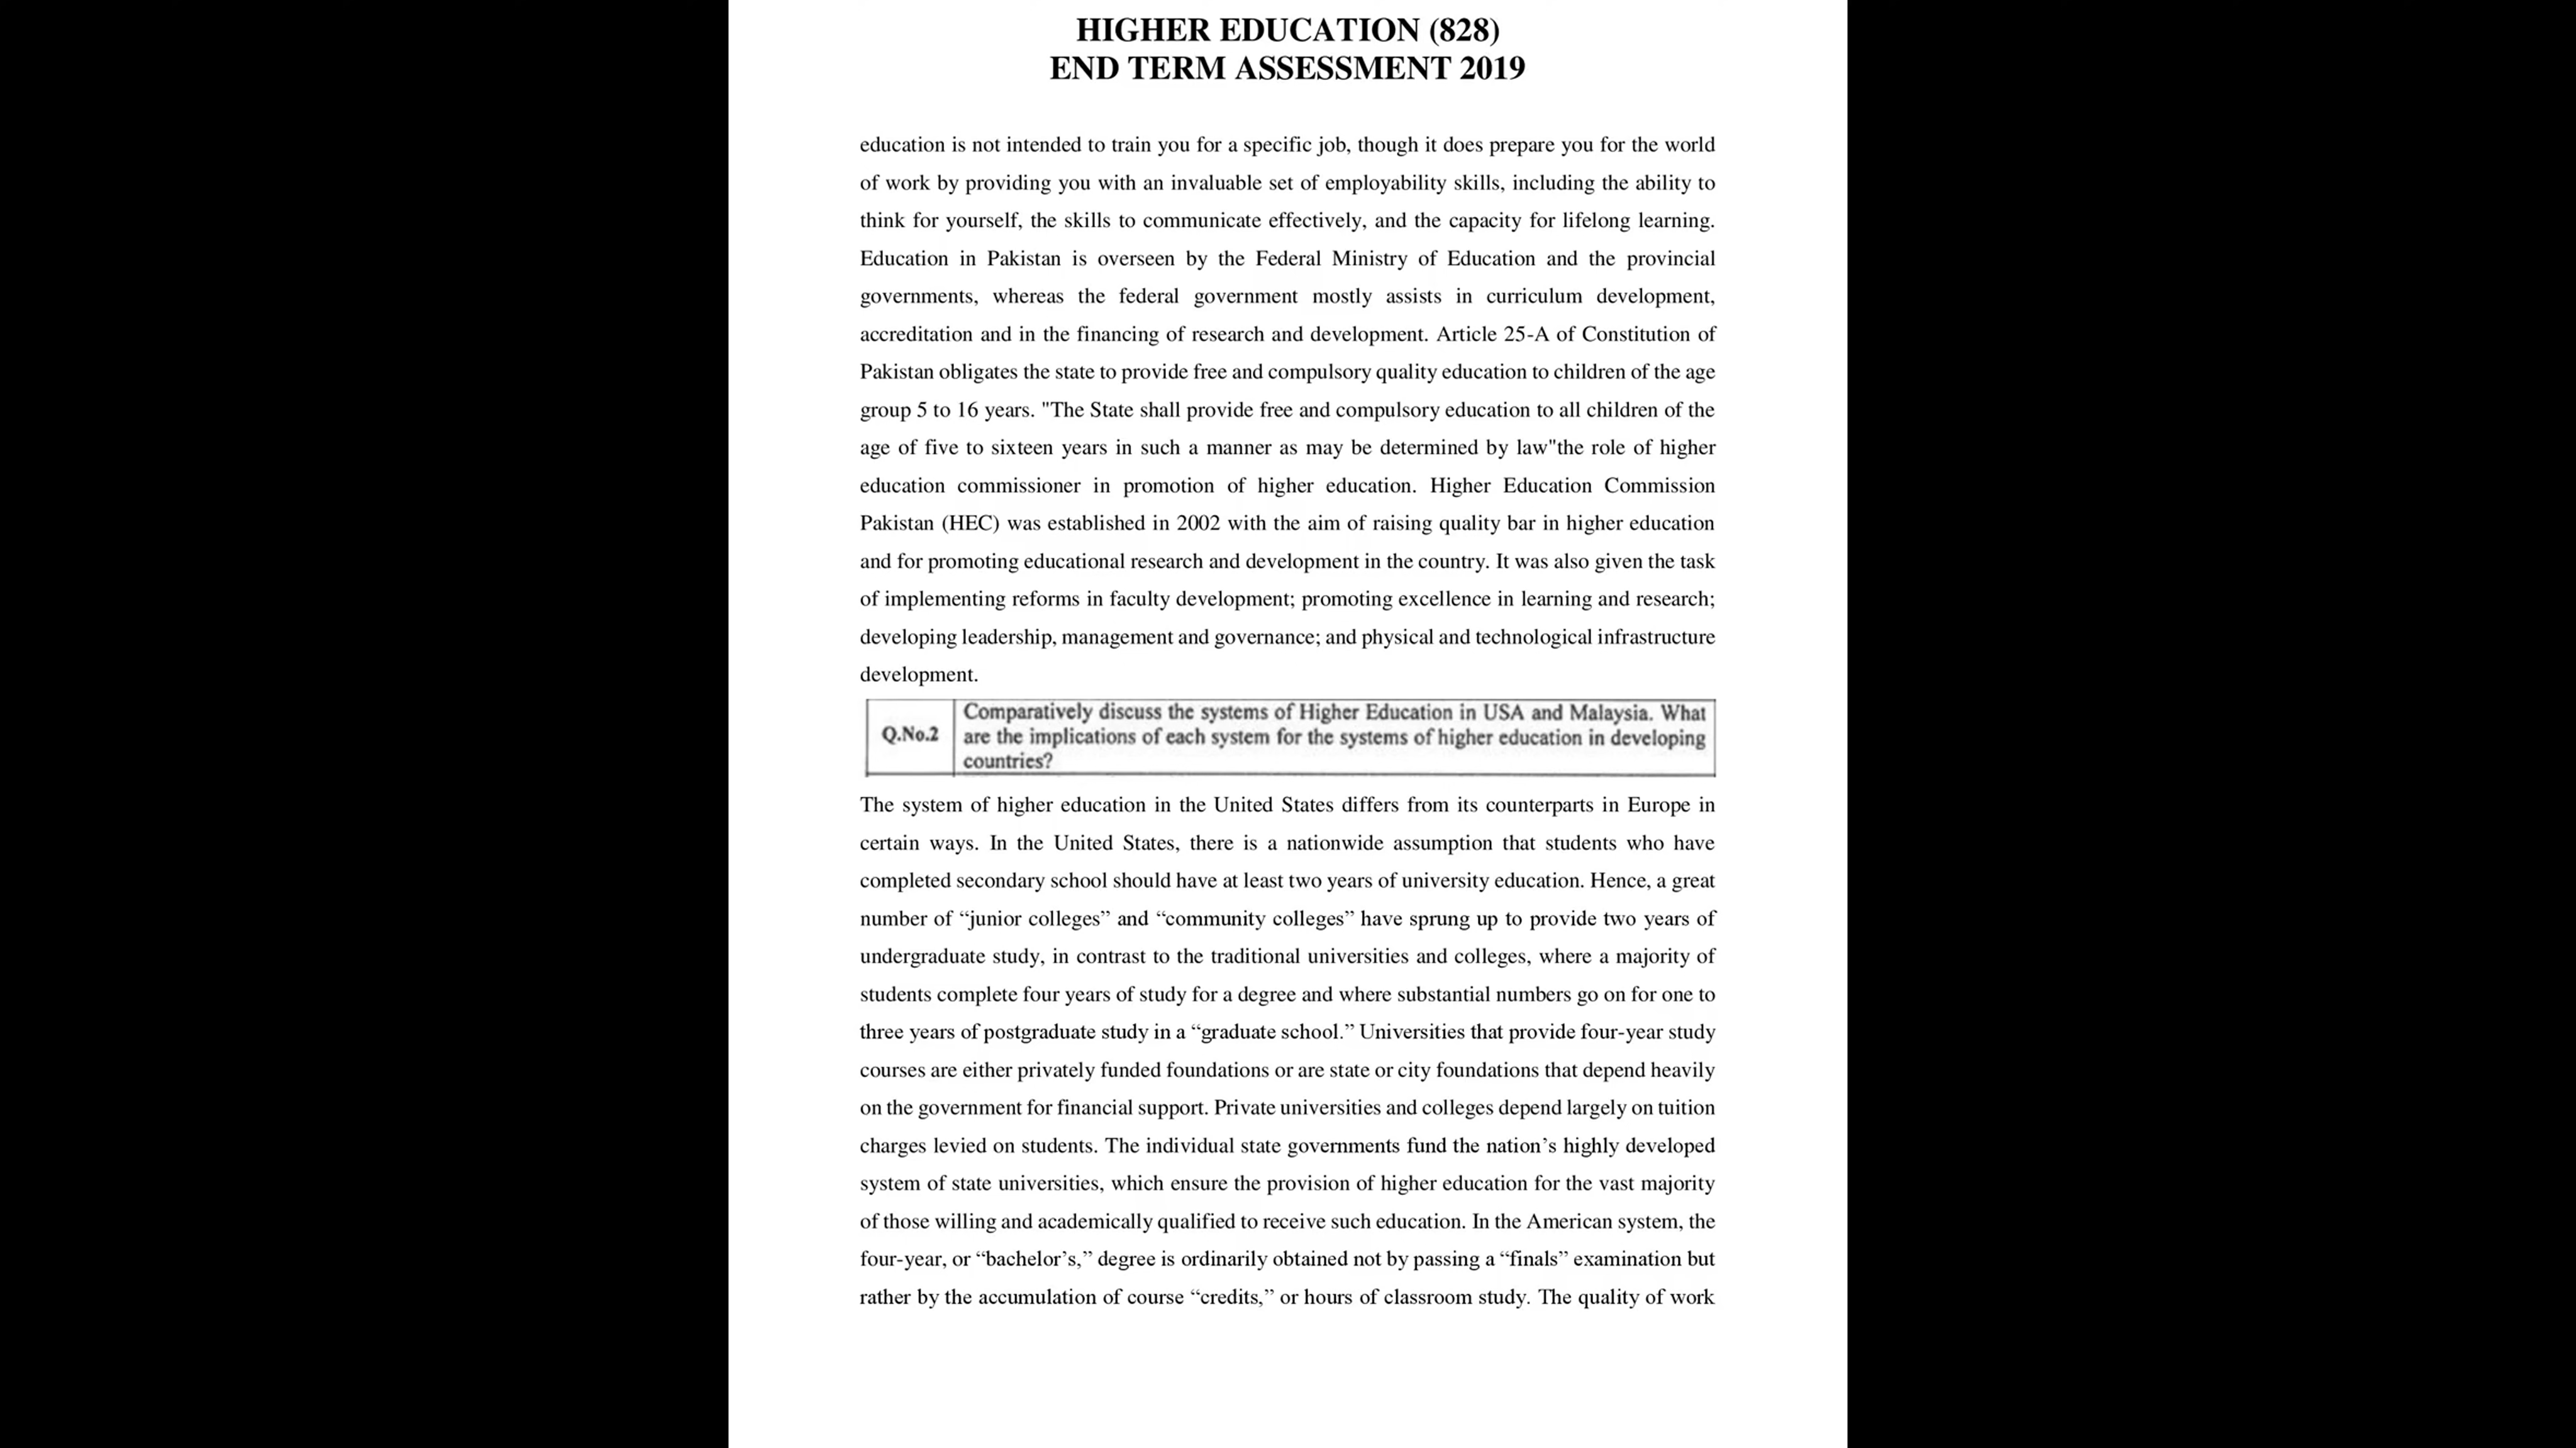 HIGHER EDUCATION (828)
END TERM ASSESSMENT 2019
education is not intended to train you for a specific job, though it does prepare you for the world
of work by providing you with an invaluable set of employability skills, including the ability to
think for yourself, the skills to communicate effectively, and the capacity for lifelong learning.
Education in Pakistan is overseen by the Federal Ministry of Education and the provincial
governments, whereas the federal government mostly assists in curriculum development,
accreditation and in the financing of research and development. Article 25-A of Constitution of
Pakistan obligates the state to provide free and compulsory quality education to children of the age
group 5 to 16 years. "The State shall provide free and compulsory education to all children of the
age of five to sixteen years in such a manner as may be determined by law"the role of higher
education commissioner in promotion of higher education. Higher Education Commission
Pakistan (HEC) was established in 2002 with the aim of raising quality bar in higher education
and for promoting educational research and development in the country. It was also given the task
of implementing reforms in faculty development; promoting excellence in learning and research;
developing leadership, management and governance; and physical and technological infrastructure
development.
Q.No.2
Comparatively discuss the systems of Higher Education in USA and Malaysia. What
are the implications of each system for the systems of higher education in developing
countries?
The system of higher education in the United States differs from its counterparts in Europe in
certain ways. In the United States, there is a nationwide assumption that students who have
completed secondary school should have at least two years of university education. Hence, a great
number of “junior colleges” and “community colleges” have sprung up to provide two years of
undergraduate study, in contrast to the traditional universities and colleges, where a majority of
students complete four years of study for a degree and where substantial numbers go on for one to
three years of postgraduate study in a “graduate school.” Universities that provide four-year study
courses are either privately funded foundations or are state or city foundations that depend heavily
on the government for financial support. Private universities and colleges depend largely on tuition
charges levied on students. The individual state governments fund the nation’s highly developed
system of state universities, which ensure the provision of higher education for the vast majority
of those willing and academically qualified to receive such education. In the American system, the
four-year, or “bachelor’s,” degree is ordinarily obtained not by passing a “finals” examination but
rather by the accumulation of course “credits,” or hours of classroom study. The quality of work